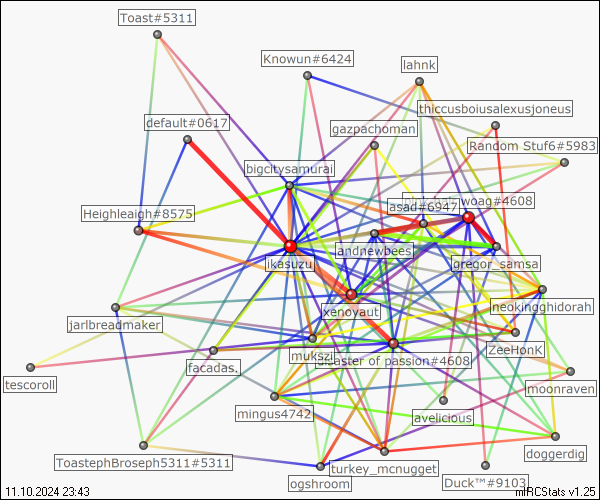 Toast#5311
Knowun#6424
lahnk
thiccusboiusalexusjoneus
default#0617
gazpachoman
Random Stuf6#5983
bigcitysamurai
woag#4608
asad#6947
Heighleaigh#8575
andnewbees
ikasuzu
gregor_samsa
xenoyaut
neokingghidorah
jarlbreadmaker
ZeeHonK
mukszi
aster of passion#4608
facadas.
tescoroll
moonraven
mingus4742
avelicious
doggerdig
ToastephBroseph5311#5311
turkey_mcnugget
ogshroom
Duck™#9103
11.10.2024 23:43
mIRCStats v1.25